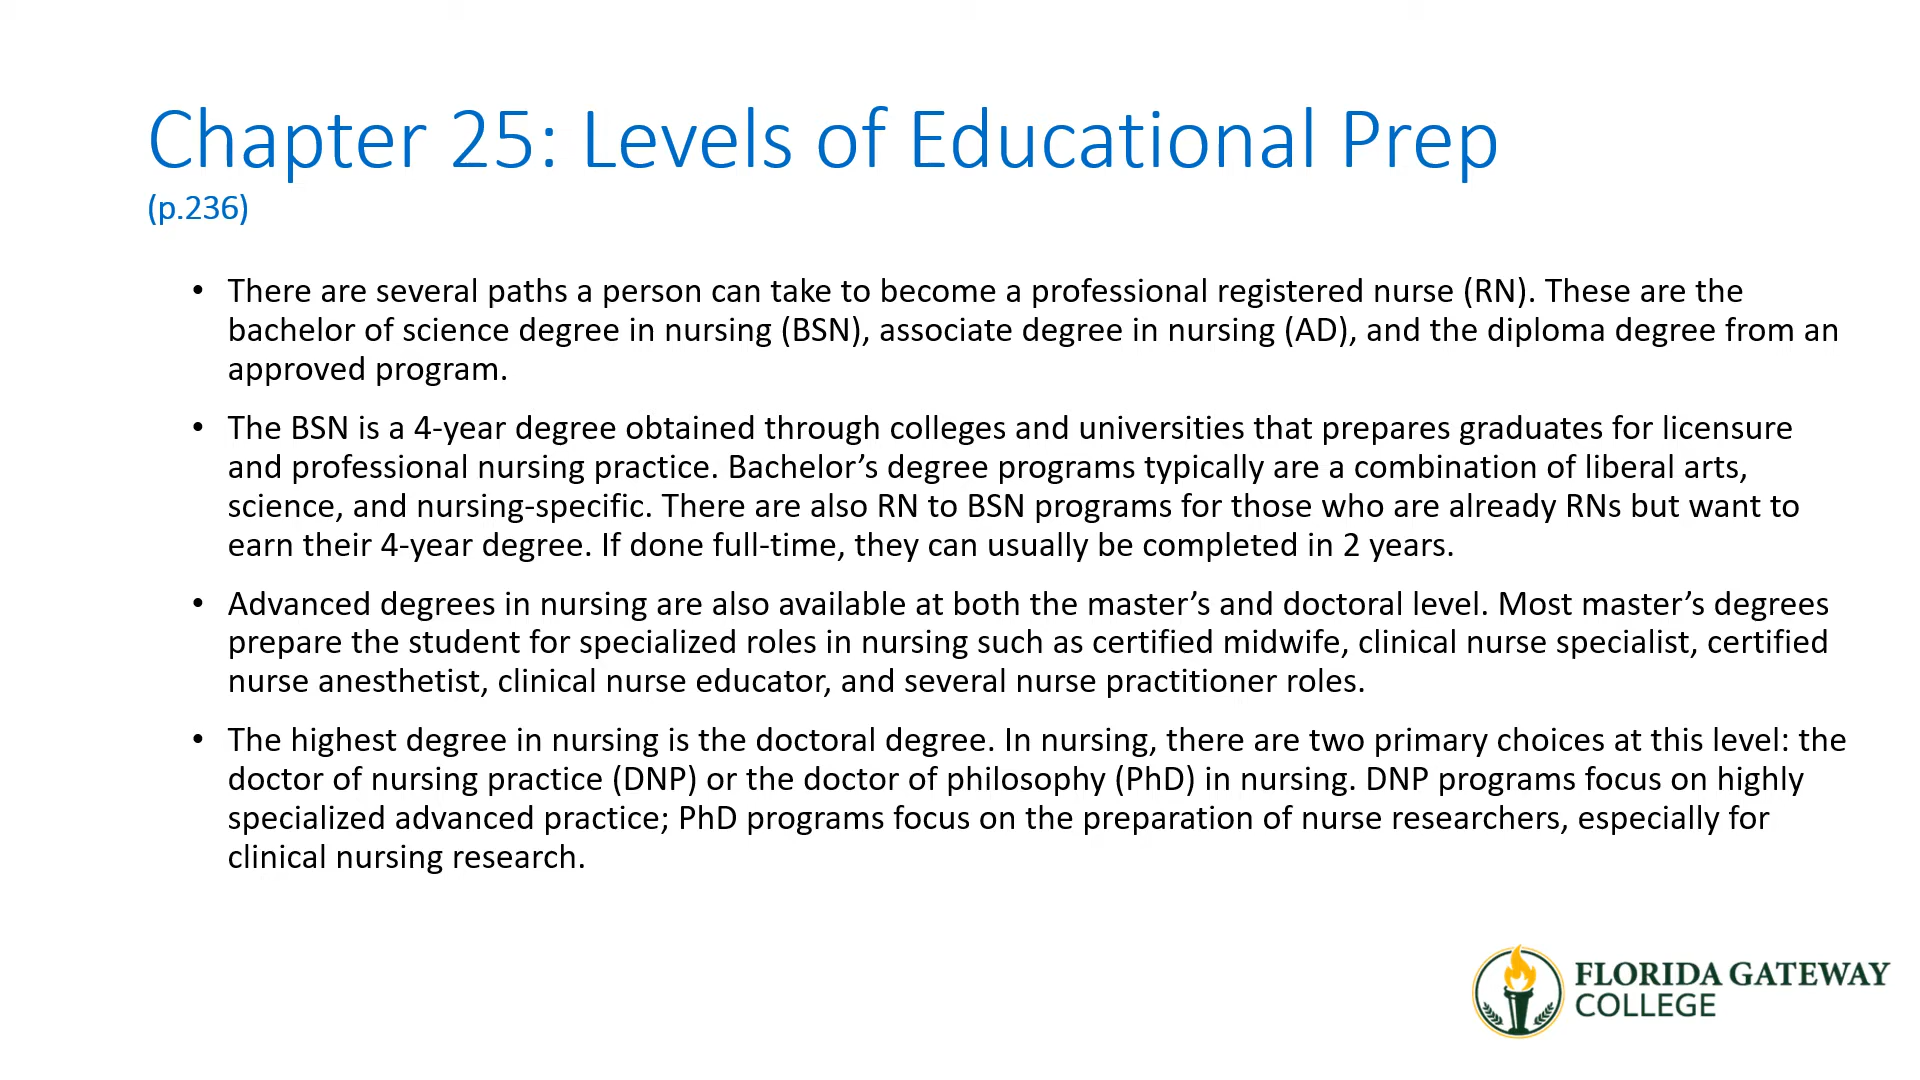 Chapter 25: Levels of Educational Prep
(p.236)
• There are several paths a person can take to become a professional registered nurse (RN). These are the
bachelor of science degree in nursing (BSN), associate degree in nursing (AD), and the diploma degree from an
approved program.
• The BSN is a 4-year degree obtained through colleges and universities that prepares graduates for licensure
and professional nursing practice. Bachelor’s degree programs typically are a combination of liberal arts,
science, and nursing-specific. There are also RN to BSN programs for those who are already RNs but want to
earn their 4-year degree. If done full-time, they can usually be completed in 2 years.
• Advanced degrees in nursing are also available at both the master’s and doctoral level. Most master’s degrees
prepare the student for specialized roles in nursing such as certified midwife, clinical nurse specialist, certified
nurse anesthetist, clinical nurse educator, and several nurse practitioner roles.
• The highest degree in nursing is the doctoral degree. In nursing, there are two primary choices at this level: the
doctor of nursing practice (DNP) or the doctor of philosophy (PhD) in nursing. DNP programs focus on highly
specialized advanced practice; PhD programs focus on the preparation of nurse researchers, especially for
clinical nursing research.
FLORIDA GATEWAY
COLLEGE